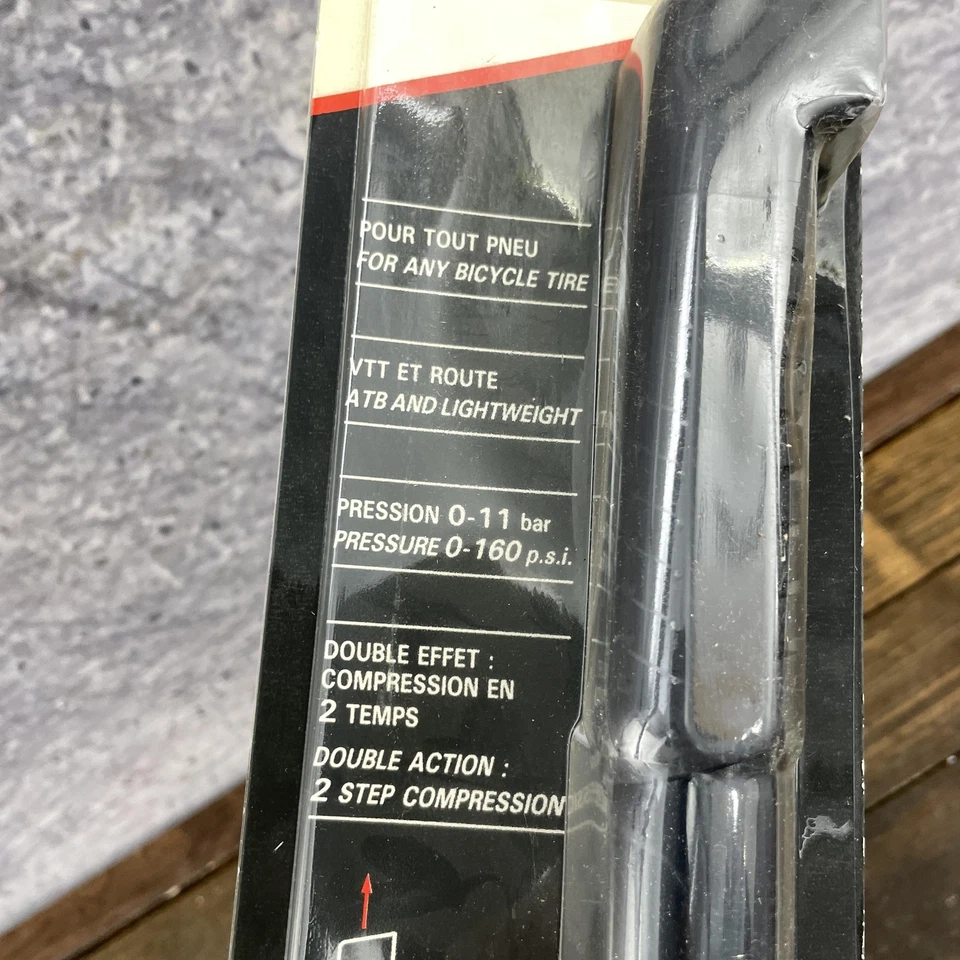 POUR TOUT PNEU
FOR ANY BICYCLE TIRE
VTT ET ROUTE
ATB AND LIGHTWEIGHT
PRESSION 0-11 bar
PRESSURE 0-160 p.s.i.
DOUBLE EFFET :
COMPRESSION EN
2 TEMPS
DOUBLE ACTION :
2 STEP COMPRESSION